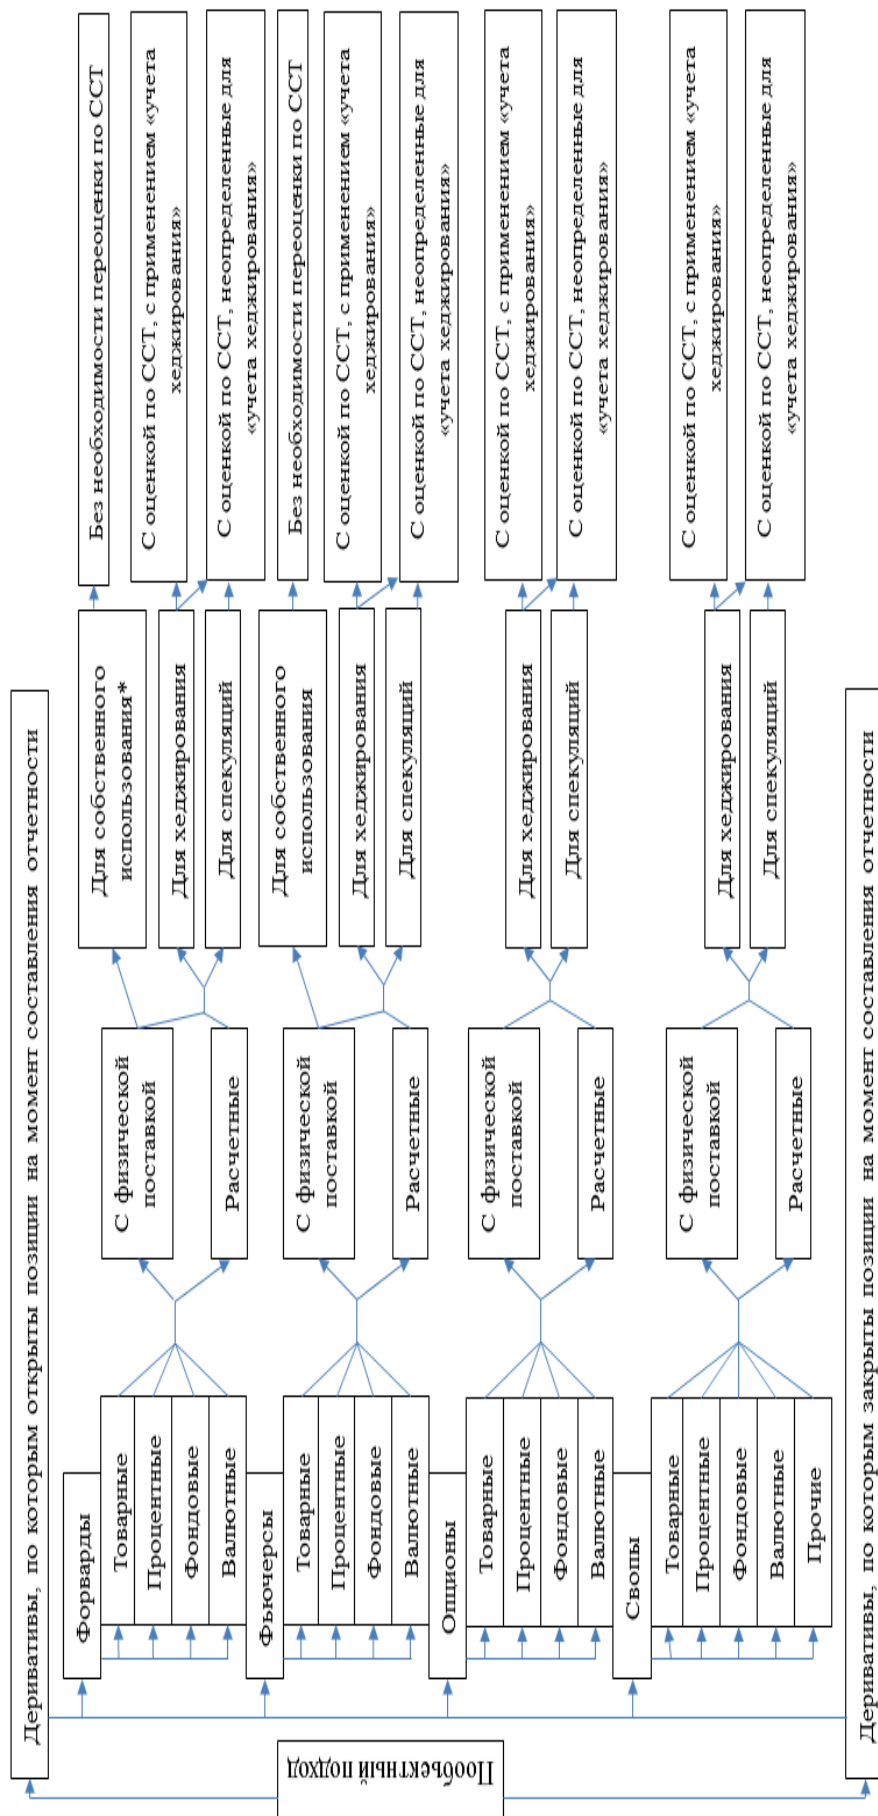 Деривативы, по которым открыты позиции на момент составления отчетности
Пообъектный подход
Форварды
Товарные
Процентные
Фондовые
Валютные
С физической
поставкой
Расчетные
Для собственного
использования*
Для хеджирования
Для спекуляций
Без необходимости переоценки по ССТ
С оценкой по ССТ, с применением «учета
хеджирования»
С оценкой по ССТ, неопределенные для
«учета хеджирования»
Фьючерсы
Товарные
Процентные
Фондовые
Валютные
С физической
поставкой
Расчетные
Для собственного
использования
Для хеджирования
Для спекуляций
Без необходимости переоценки по ССТ
С оценкой по ССТ, с применением «учета
хеджирования»
С оценкой по ССТ, неопределенные для
«учета хеджирования»
Опционы
Товарные
Процентные
Фондовые
Валютные
С физической
поставкой
Расчетные
Для хеджирования
Для спекуляций
С оценкой по ССТ, с применением «учета
хеджирования»
С оценкой по ССТ, неопределенные для
«учета хеджирования»
Свопы
Товарные
Процентные
Фондовые
Валютные
Прочие
С физической
поставкой
Расчетные
Для хеджирования
Для спекуляций
С оценкой по ССТ, с применением «учета
хеджирования»
С оценкой по ССТ, неопределенные для
«учета хеджирования»
Деривативы, по которым закрыты позиции на момент составления отчетности